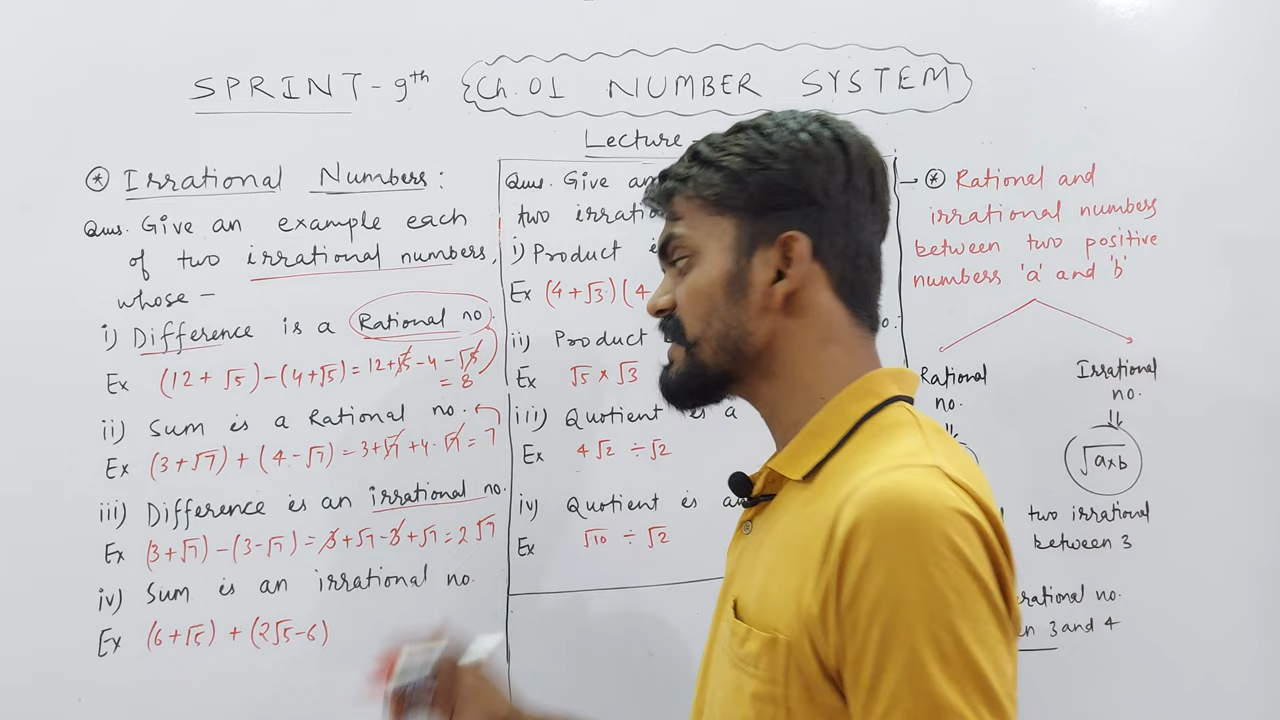 SPRINT-9th Ch.01 NUMBER SYSTEM
Lecture -
* Irrational Numbers:
Ques. Give an example each
of two irrational numbers,
whose -
i) Difference is a Rational no.
Ex (12+√5)-(4+√5)=12+√5-4-√5
=8
ii) Sum is a Rational no.
Ex (3+√7)+(4-√7)=3+√7+4-√7=7
iii) Difference is an irrational no.
Ex (3+√7)-(3-√7)=3+√7-3+√7=2√7
iv) Sum is an irrational no.
Ex (6+√5)+(2√5-6)
Ques. Give an
two
i) Product
Ex (4+√3)(4
no.
ii) Product
Ex √5×√3
iii) Quotient is a
Ex 4√2÷√2
iv) Quotient is
Ex √10÷√2
→ * Rational and
irrational numbers
between two positive
numbers 'a' and 'b'
Rational
no.
Irrational
no.
√a×b
two irrational
between 3
no.
3 and 4